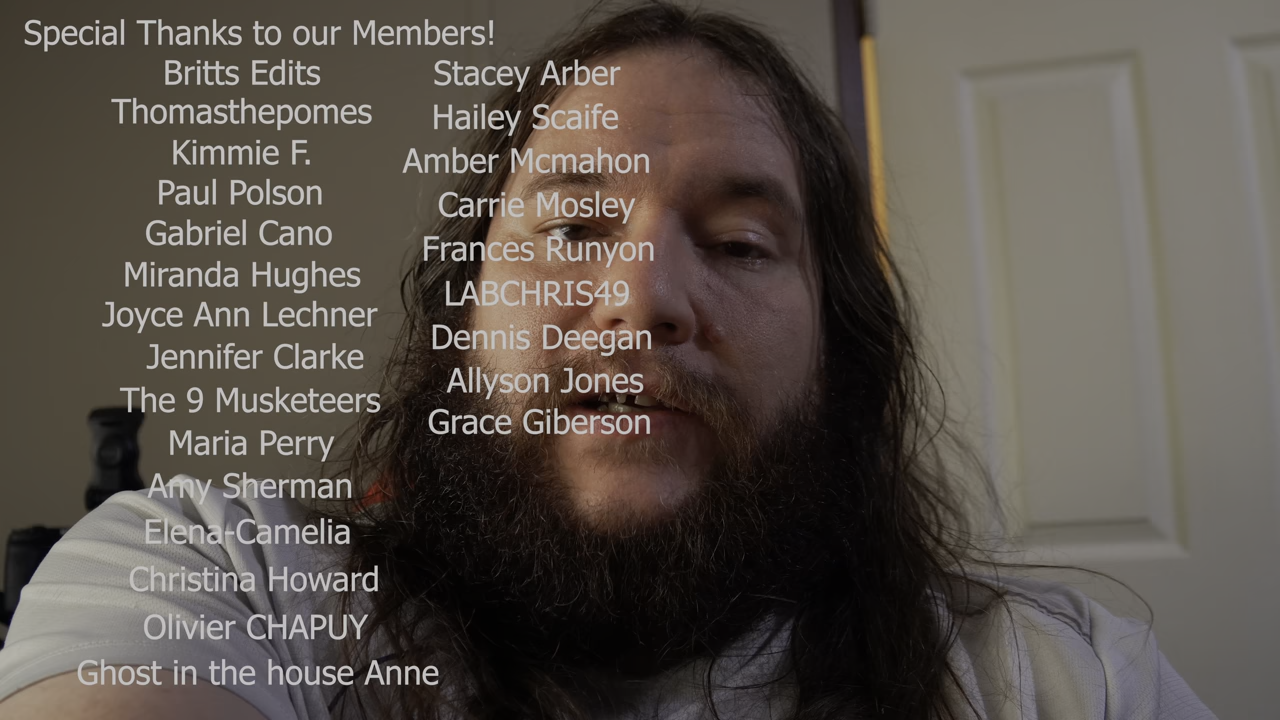 Special Thanks to our Members!
Britts Edits
Thomasthepomes
Kimmie F.
Paul Polson
Gabriel Cano
Miranda Hughes
Joyce Ann Lechner
Jennifer Clarke
The 9 Musketeers
Maria Perry
Amy Sherman
Elena-Camelia
Christina Howard
Olivier CHAPUY
Ghost in the house Anne
Stacey Arber
Hailey Scaife
Amber Mcmahon
Carrie Mosley
Frances Runyon
LABCHRIS49
Dennis Deegan
Allyson Jones
Grace Giberson